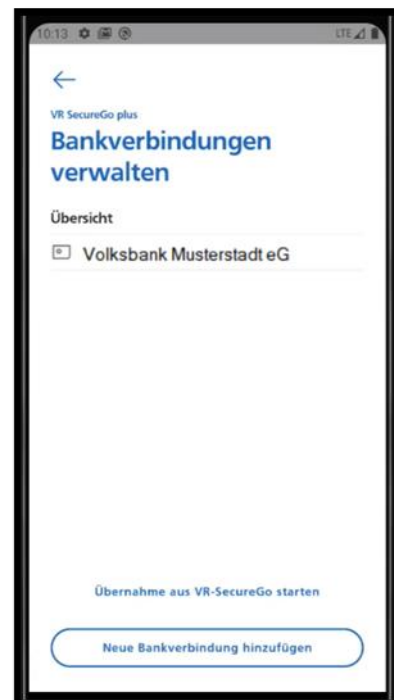 10:13
LTE
VR SecureGo plus
Bankverbindungen
verwalten
Übersicht
Volksbank Musterstadt eG
Übernahme aus VR-SecureGo starten
Neue Bankverbindung hinzufügen